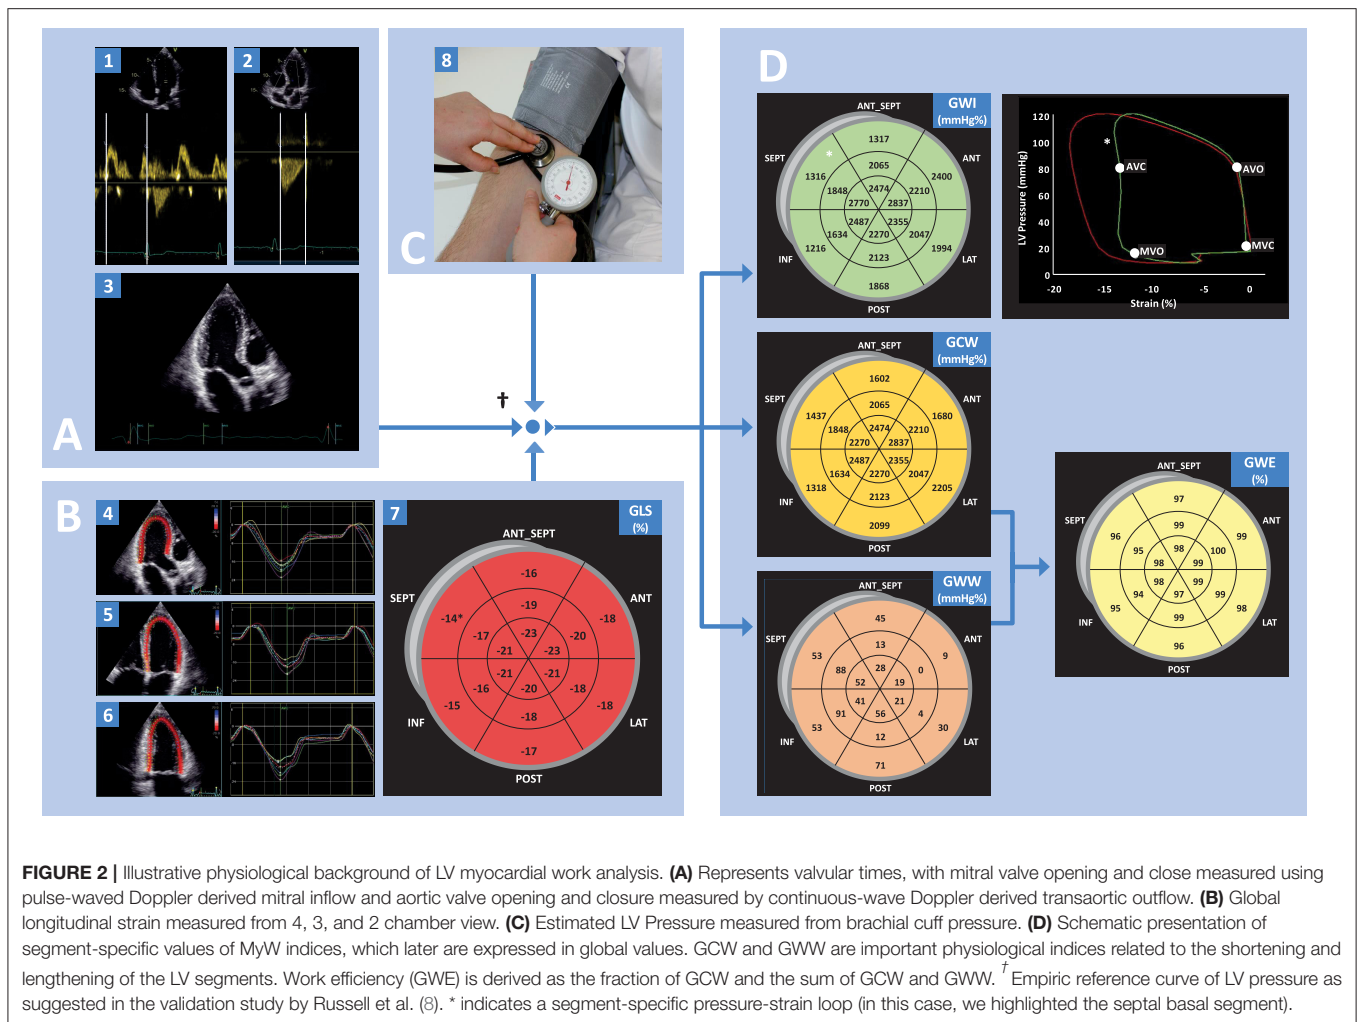 A
1
2
3
C
8
B
4
5
6
7
GLS
(%)
ANT_SEPT
SEPT
ANT
-16
-14*
-18
-19
-17
-20
-23
-21
-23
-21
-21
-20
-16
-18
-18
-15
-18
-17
INF
LAT
POST
†
D
GWI
(mmHg%)
ANT_SEPT
SEPT
ANT
1317
*
1316
2400
2065
1848
2210
2474
2770
2837
2487
2355
2270
1634
2047
2123
1216
1994
1868
INF
LAT
POST
LV Pressure (mmHg)
120
100
80
60
40
20
0
*
AVC
AVO
MVO
MVC
-20
-15
-5
0
Strain (%)
GCW
(mmHg%)
ANT_SEPT
SEPT
ANT
1602
1437
1680
2065
1848
2210
2474
2270
2837
2487
2355
2270
1634
2047
2123
1318
2205
2099
INF
LAT
POST
GWW
(mmHg%)
ANT_SEPT
SEPT
ANT
45
53
9
13
88
0
28
52
19
41
21
56
91
4
12
53
30
71
INF
LAT
POST
GWE
(%)
ANT_SEPT
SEPT
ANT
97
96
99
99
95
100
98
98
99
98
99
97
94
99
99
95
98
96
INF
LAT
POST
FIGURE 2 | Illustrative physiological background of LV myocardial work analysis. (A) Represents valvular times, with mitral valve opening and close measured using
pulse-waved Doppler derived mitral inflow and aortic valve opening and closure measured by continuous-wave Doppler derived transaortic outflow. (B) Global
longitudinal strain measured from 4, 3, and 2 chamber view. (C) Estimated LV Pressure measured from brachial cuff pressure. (D) Schematic presentation of
segment-specific values of MyW indices, which later are expressed in global values. GCW and GWW are important physiological indices related to the shortening and
lengthening of the LV segments. Work efficiency (GWE) is derived as the fraction of GCW and the sum of GCW and GWW. † Empiric reference curve of LV pressure as
suggested in the validation study by Russell et al. (8). * indicates a segment-specific pressure-strain loop (in this case, we highlighted the septal basal segment).